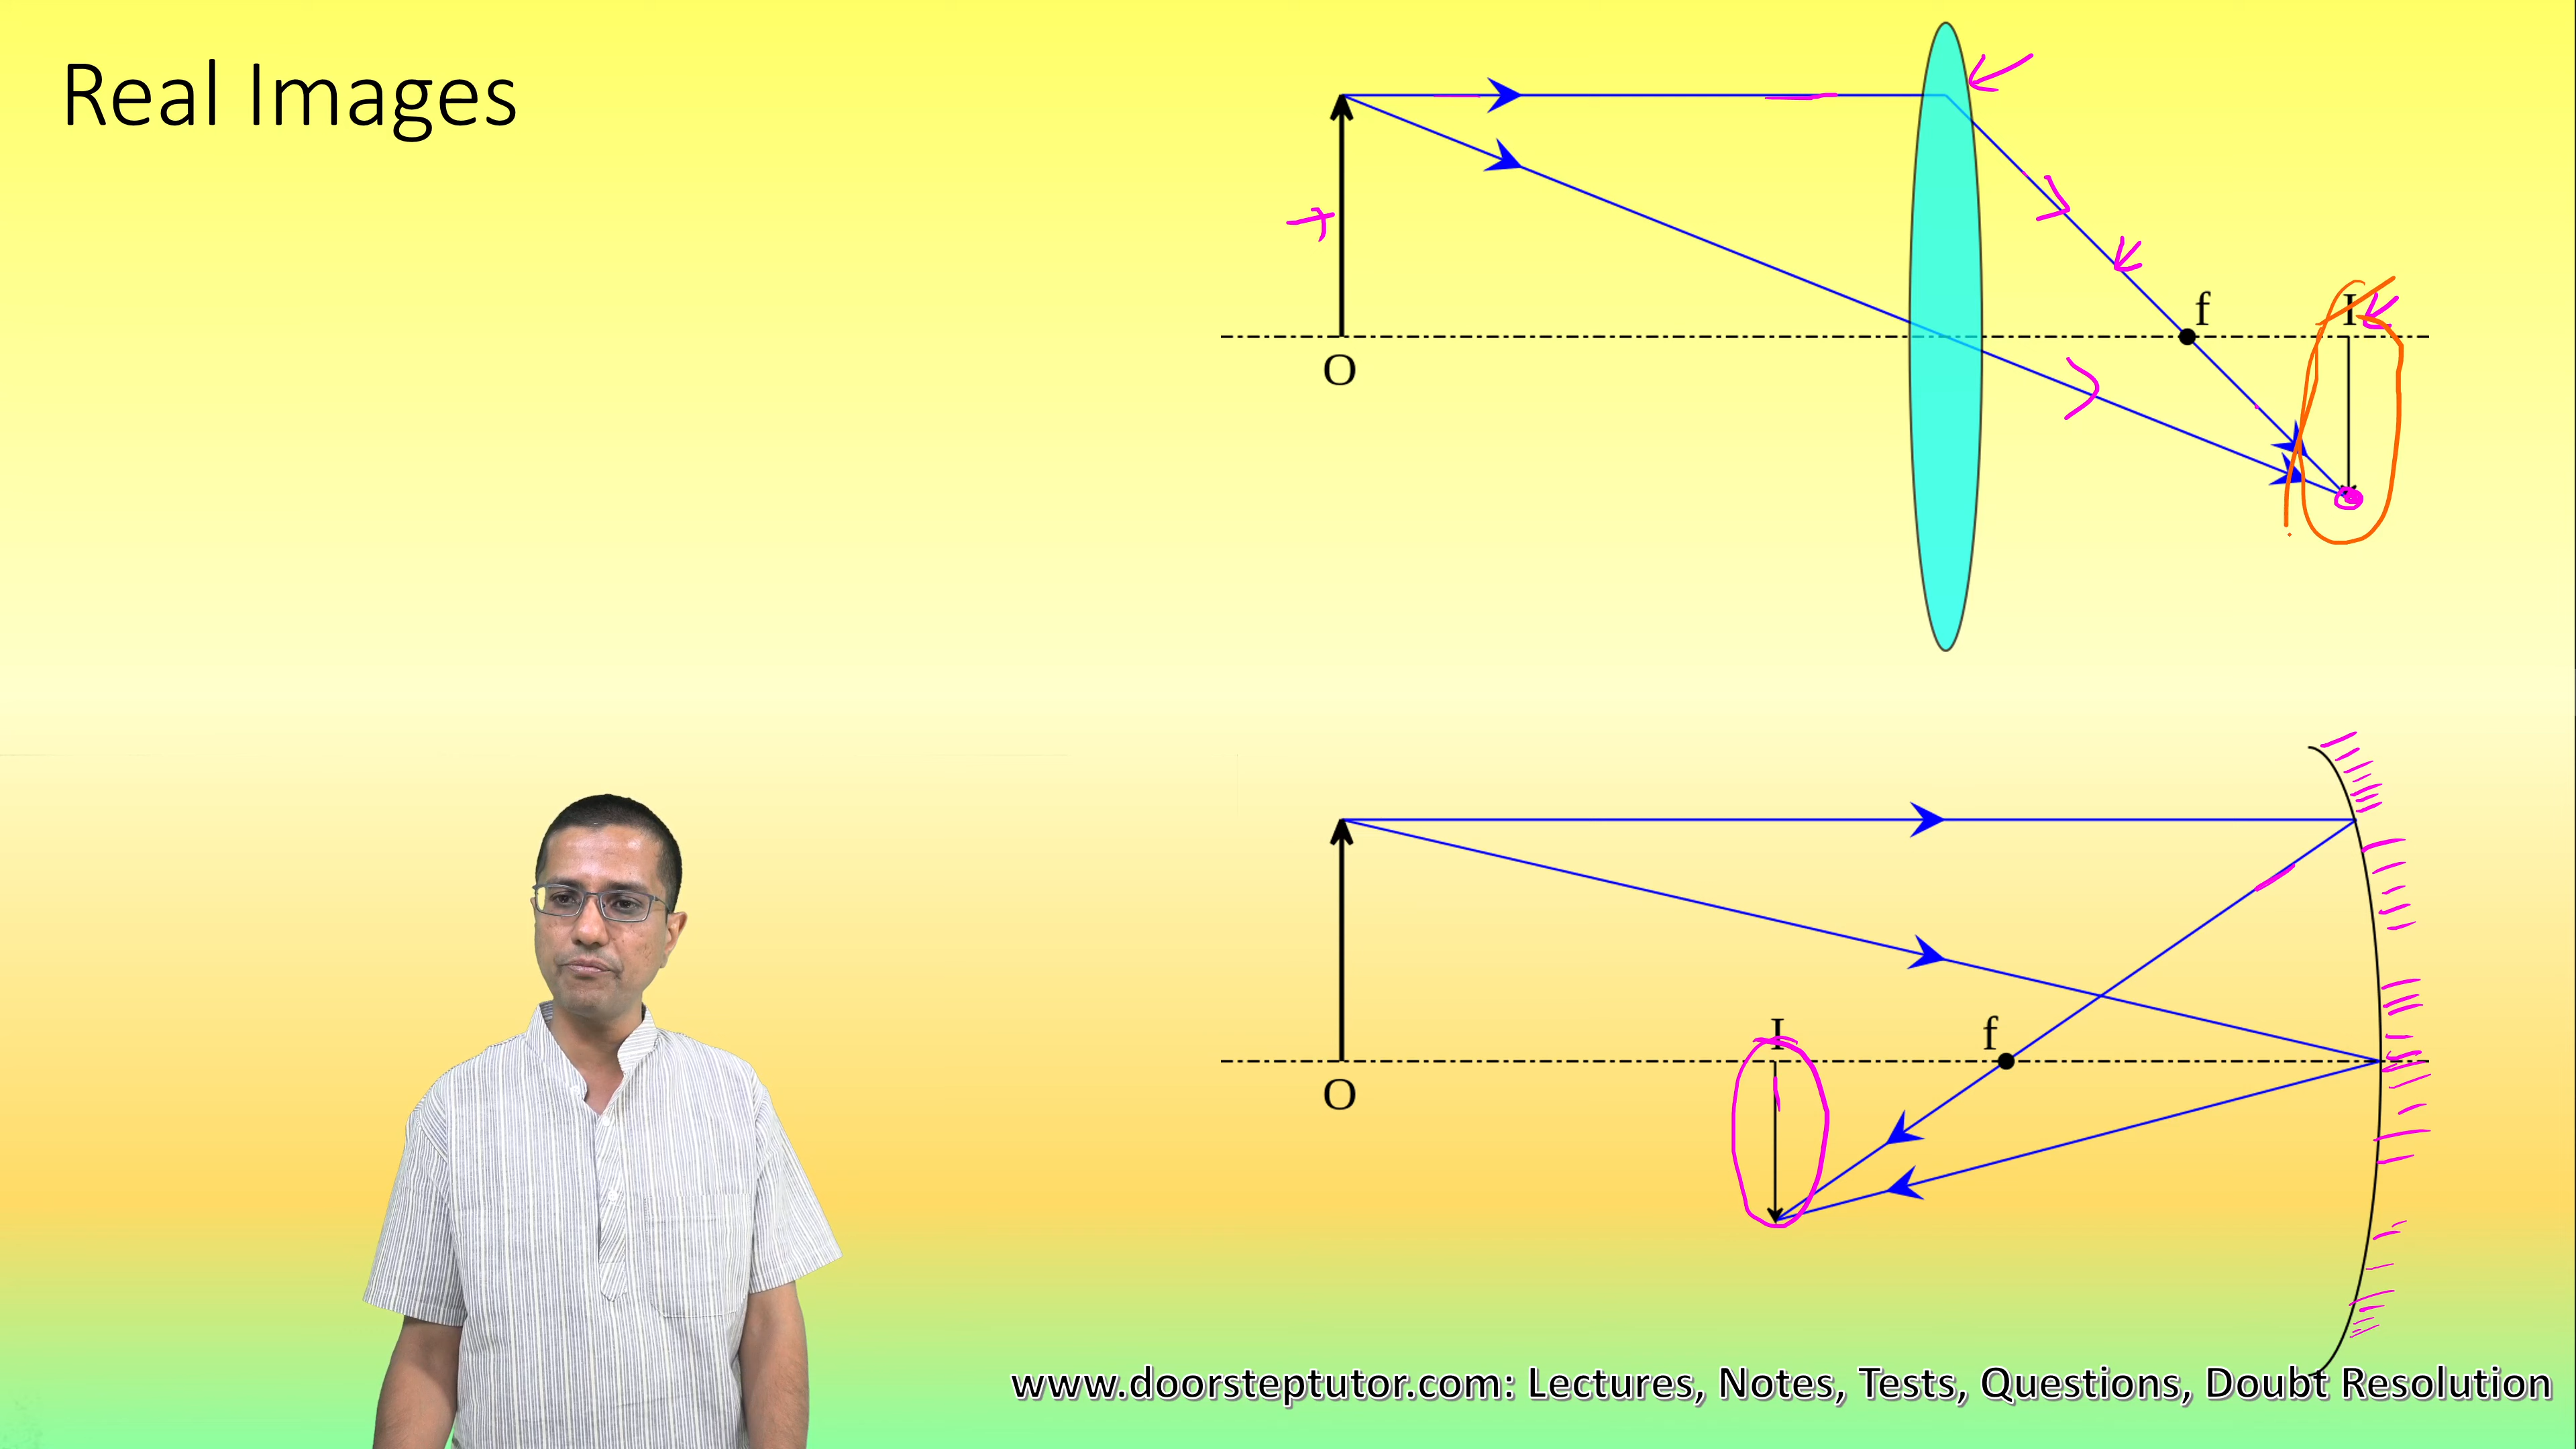 Real Images
f
I
O
I
f
O
www.doorsteptutor.com: Lectures, Notes, Tests, Questions, Doubt Resolution